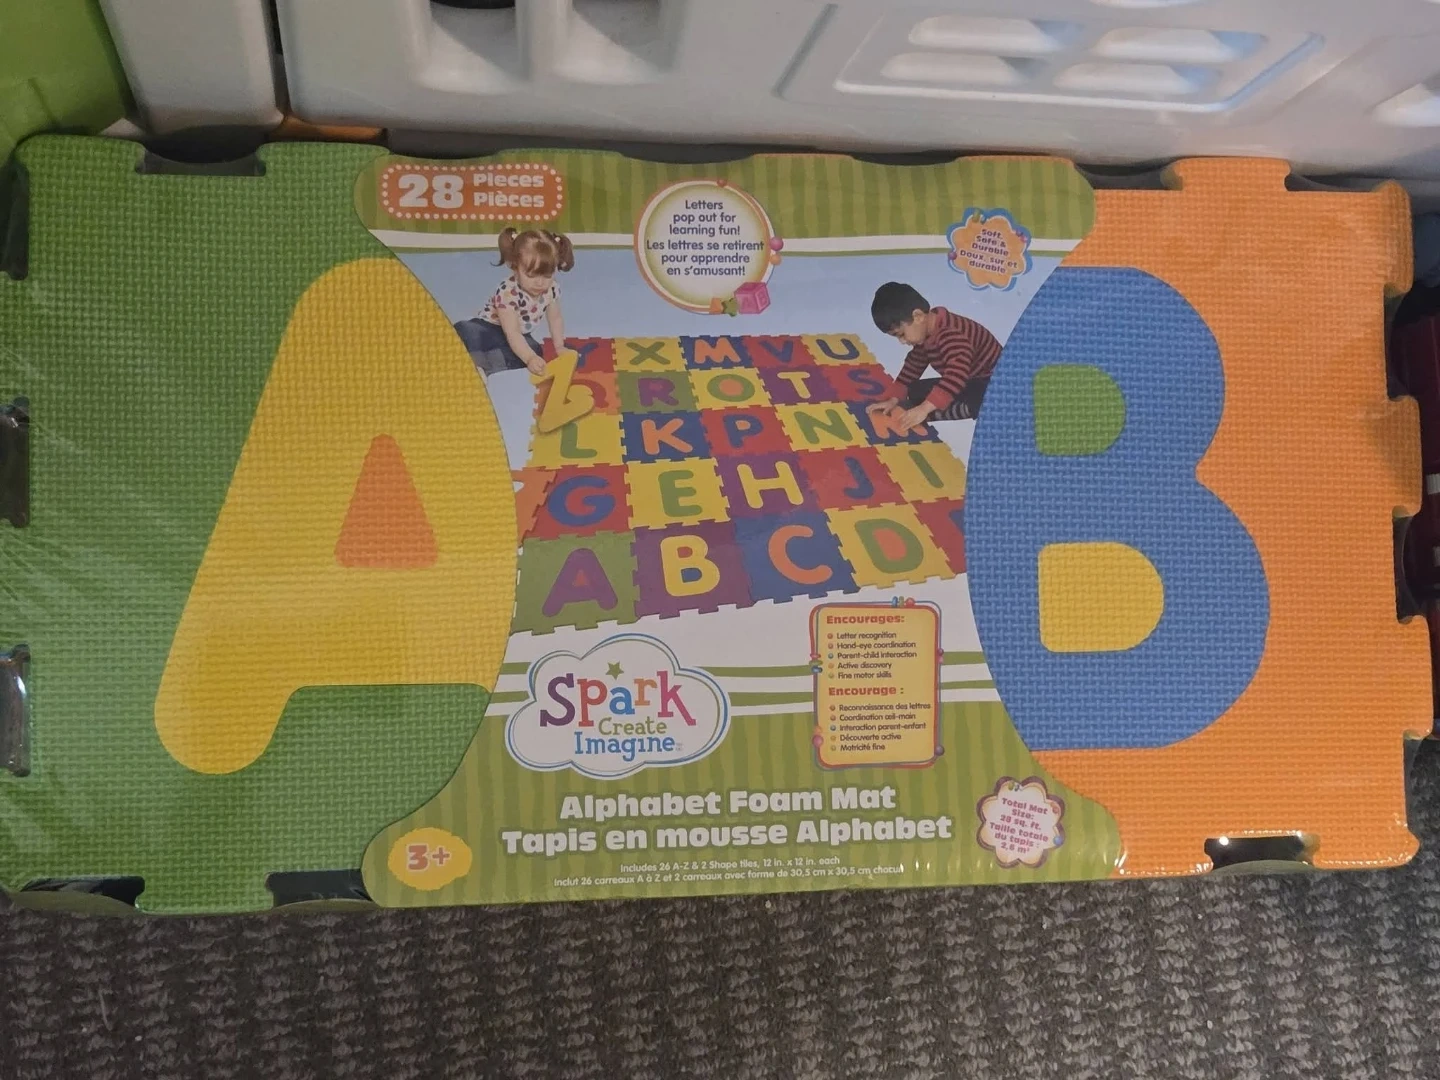 28 Pieces
Pièces
Letters
pop out for
learning fun!
Les lettres se retirent
pour apprendre
en s'amusant!
Soft,
Safe &
Durable
Doux, sur et
durable
A
B
Y X M V U
R O T S
Z
L K P N M
G E H J I
A B C D
Spark
Create
Imagine
Encourages:
Letter recognition
Hand-eye coordination
Parent-child interaction
Active discovery
Fine motor skills
Encourage :
Reconnaissance des lettres
Coordination œil-main
Interaction parent-enfant
Découverte active
Motricité fine
Alphabet Foam Mat
Tapis en mousse Alphabet
3+
Includes 26 A-Z & 2 Shape tiles, 12 in. x 12 in. each
Inclut 26 carreaux A à Z et 2 carreaux avec forme de 30,5 cm x 30,5 cm chacun
Total Mat
Size:
28 sq. ft.
Taille totale
du tapis :
2,6 m²